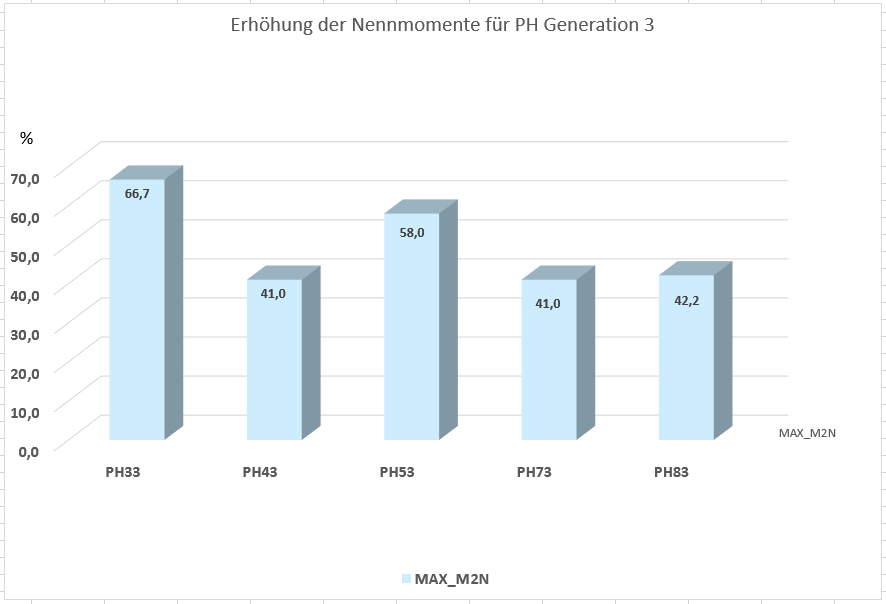 Erhöhung der Nennmomente für PH Generation 3
%
70,0
60,0
50,0
40,0
30,0
20,0
10,0
0,0
66,7
41,0
58,0
41,0
42,2
MAX_M2N
PH33
PH43
PH53
PH73
PH83
MAX_M2N